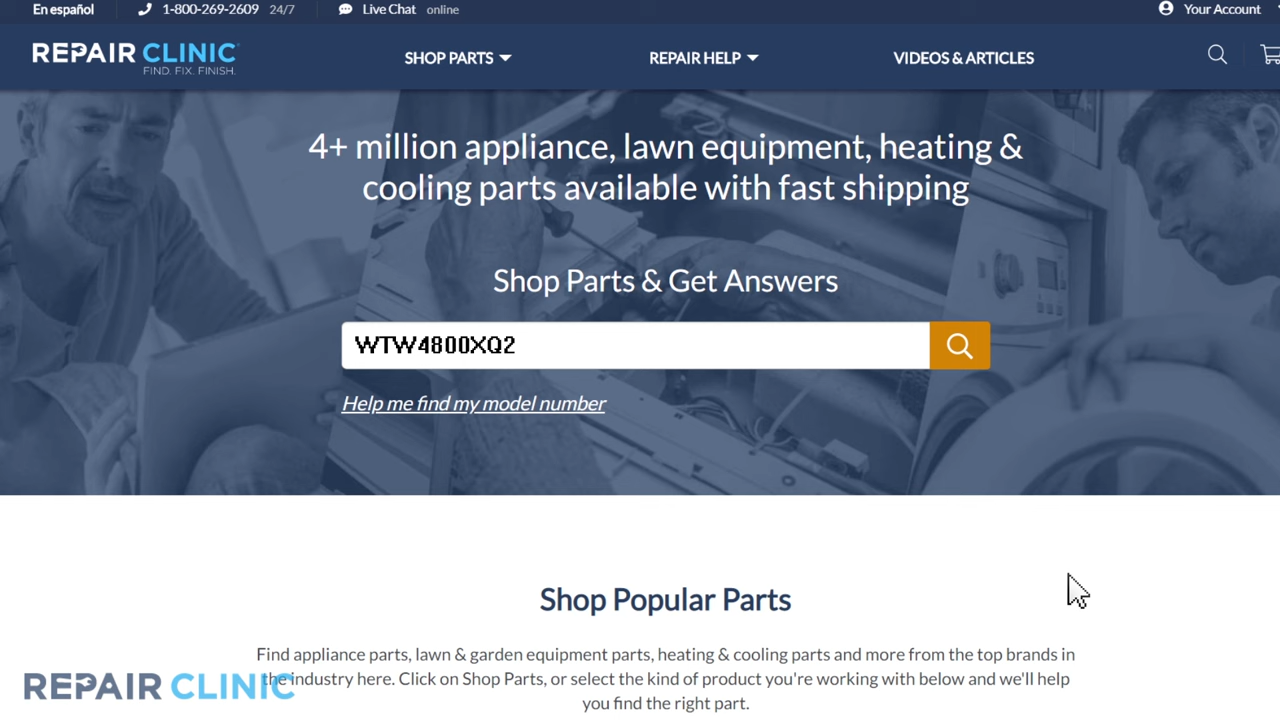 En español 1-800-269-2609 24/7 Live Chat online Your Account
REPAIR CLINIC
FIND. FIX. FINISH.
SHOP PARTS REPAIR HELP VIDEOS & ARTICLES
4+ million appliance, lawn equipment, heating &
cooling parts available with fast shipping
Shop Parts & Get Answers
WTW4800XQ2
Help me find my model number
Shop Popular Parts
Find appliance parts, lawn & garden equipment parts, heating & cooling parts and more from the top brands in
the industry here. Click on Shop Parts, or select the kind of product you're working with below and we'll help
you find the right part.
REPAIR CLINIC